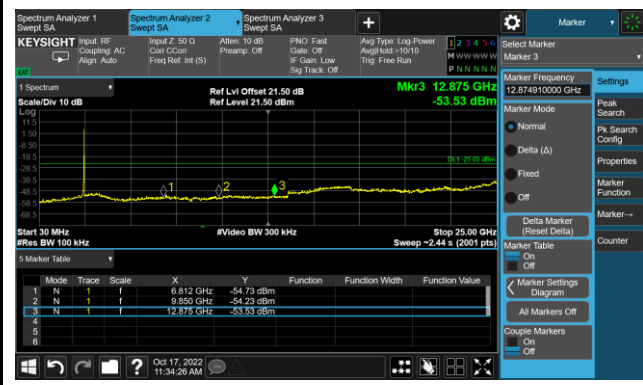 Spectrum Analyzer 1
Swept SA
Spectrum Analyzer 2
Swept SA
Spectrum Analyzer 3
Swept SA
+
Marker
KEYSIGHT
Input: RF
Coupling: AC
Align: Auto
Input Z: 50 Ω
Corr CCorr
Freq Ref: Int (S)
Atten: 10 dB
Preamp: Off
PNO: Fast
Gate: Off
IF Gain: Low
Sig Track: Off
Avg Type: Log-Power
Avg|Hold:>10/10
Trig: Free Run
1 2 3 4 5 6
M W W W W W
P N N N N N
LV
Select Marker
Marker 3
1 Spectrum
Scale/Div 10 dB
Log
Ref Lvl Offset 21.50 dB
Ref Level 21.50 dBm
Mkr3 12.875 GHz
-53.53 dBm
11.5
1.50
-8.50
-18.5
-28.5
-38.5
-48.5
-58.5
-68.5
DL1 -25.00 dBm
1
2
3
Start 30 MHz
#Res BW 100 kHz
#Video BW 300 kHz
Stop 25.00 GHz
Sweep ~2.44 s (2001 pts)
5 Marker Table
Mode Trace Scale X Y Function Function Width Function Value
1 N 1 f 6.812 GHz -54.73 dBm
2 N 1 f 9.850 GHz -54.23 dBm
3 N 1 f 12.875 GHz -53.53 dBm
4
5
6
Marker Frequency
12.874910000 GHz
Marker Mode
Normal
Delta (Δ)
Fixed
Off
Delta Marker
(Reset Delta)
Marker Table
On
Off
Marker Settings
Diagram
All Markers Off
Couple Markers
On
Off
Settings
Peak
Search
Pk Search
Config
Properties
Marker
Function
Marker→
Counter
?
Oct 17, 2022
11:34:26 AM